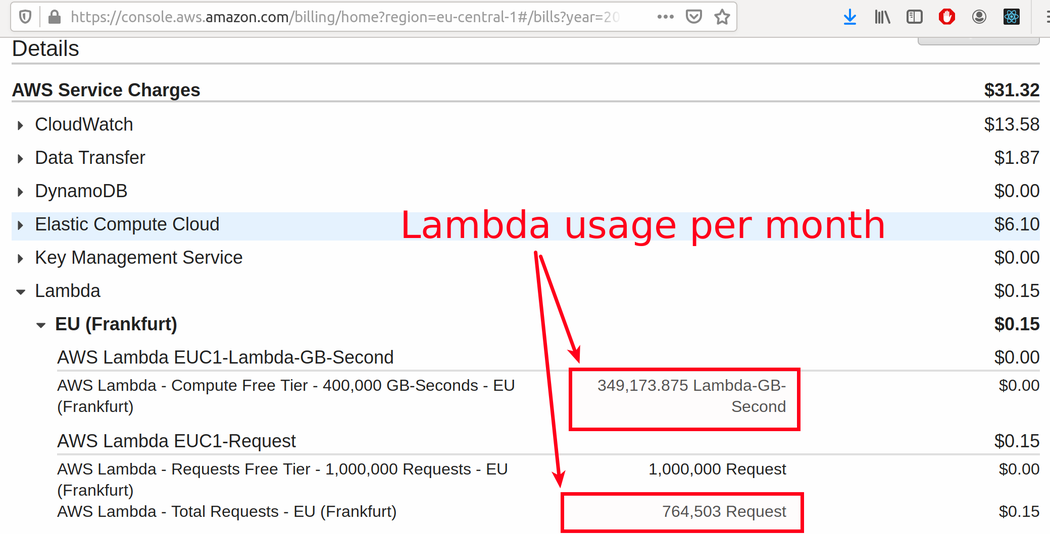 https://console.aws.amazon.com/billing/home?region=eu-central-1#/bills?year=20
Details
AWS Service Charges $31.32
CloudWatch $13.58
Data Transfer $1.87
DynamoDB $0.00
Elastic Compute Cloud $6.10
Lambda usage per month
Key Management Service $0.00
Lambda $0.15
EU (Frankfurt) $0.15
AWS Lambda EUC1-Lambda-GB-Second $0.00
AWS Lambda - Compute Free Tier - 400,000 GB-Seconds - EU 349,173.875 Lambda-GB- $0.00
(Frankfurt) Second
AWS Lambda EUC1-Request $0.15
AWS Lambda - Requests Free Tier - 1,000,000 Requests - EU 1,000,000 Request $0.00
(Frankfurt)
AWS Lambda - Total Requests - EU (Frankfurt) 764,503 Request $0.15